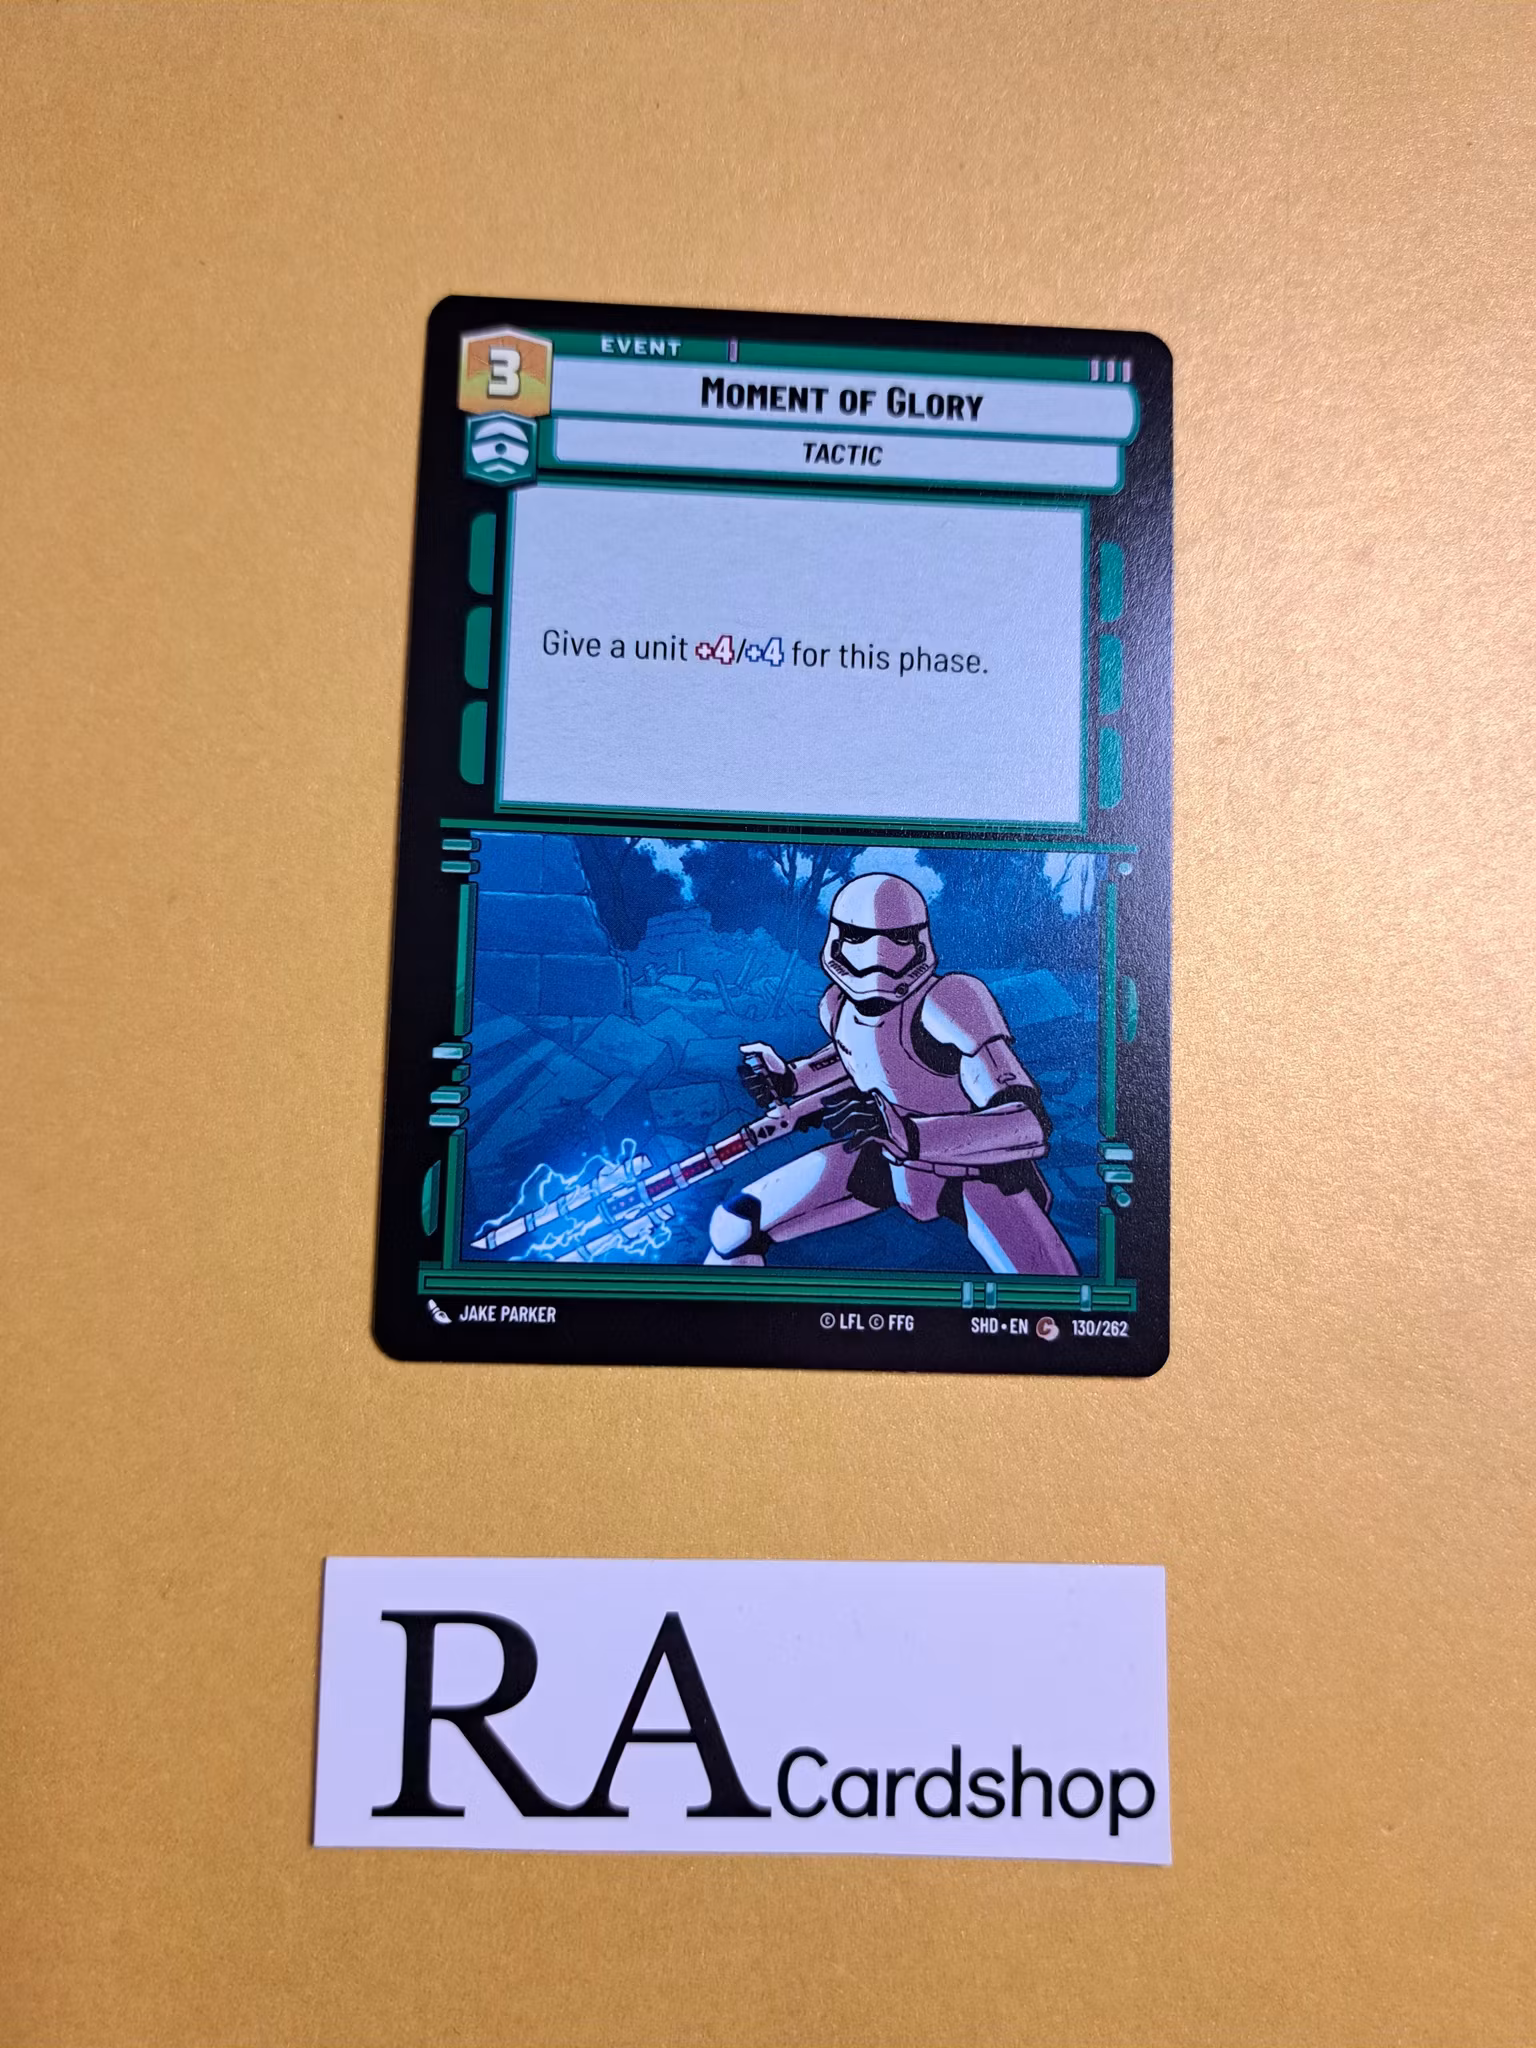 3
EVENT
MOMENT OF GLORY
TACTIC
Give a unit +4/+4 for this phase.
JAKE PARKER
© LFL © FFG
SHD • EN C 130/262
RA Cardshop